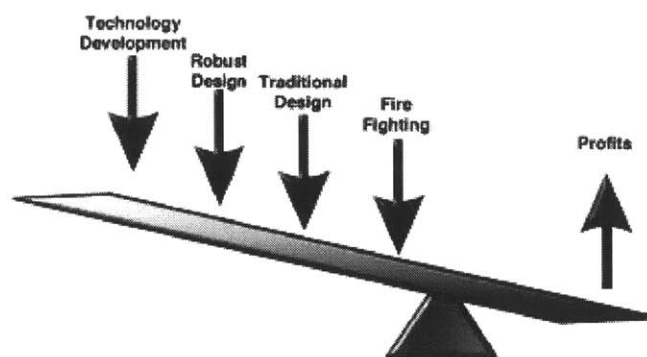 Technology
Development
Robust
Design
Traditional
Design
Fire
Fighting
Profits